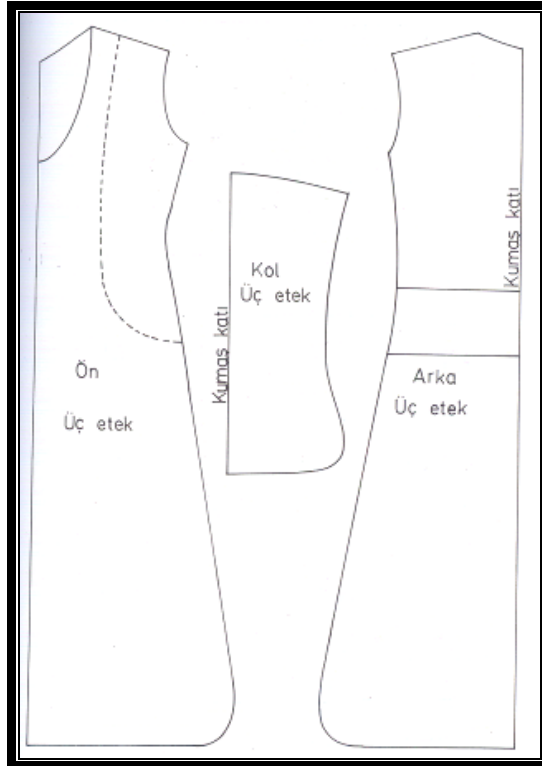 Ön
Üç etek
Kumaş katı
Kol
Üç etek
Kumaş katı
Arka
Üç etek